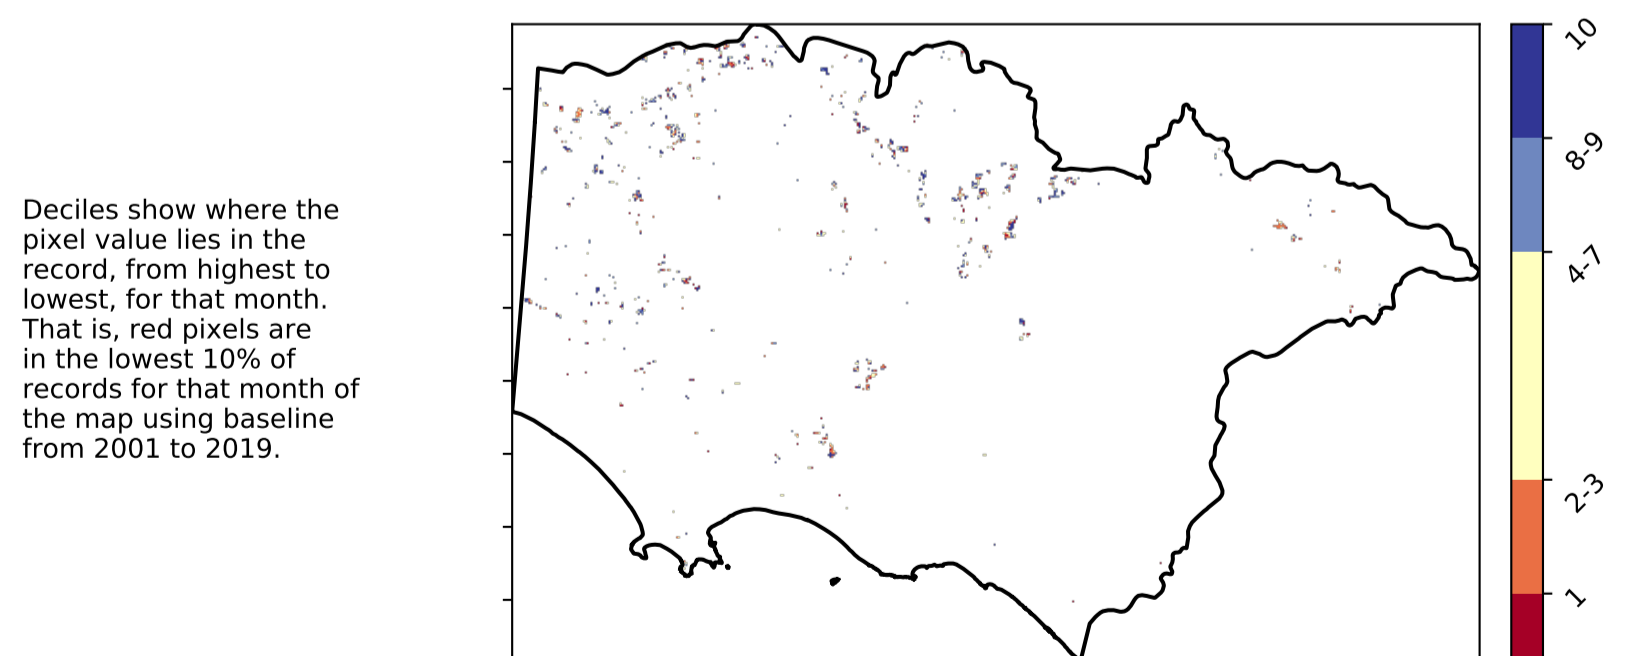 Deciles show where the
pixel value lies in the
record, from highest to
lowest, for that month.
That is, red pixels are
in the lowest 10% of
records for that month of
the map using baseline
from 2001 to 2019.
10
8-9
4-7
2-3
1